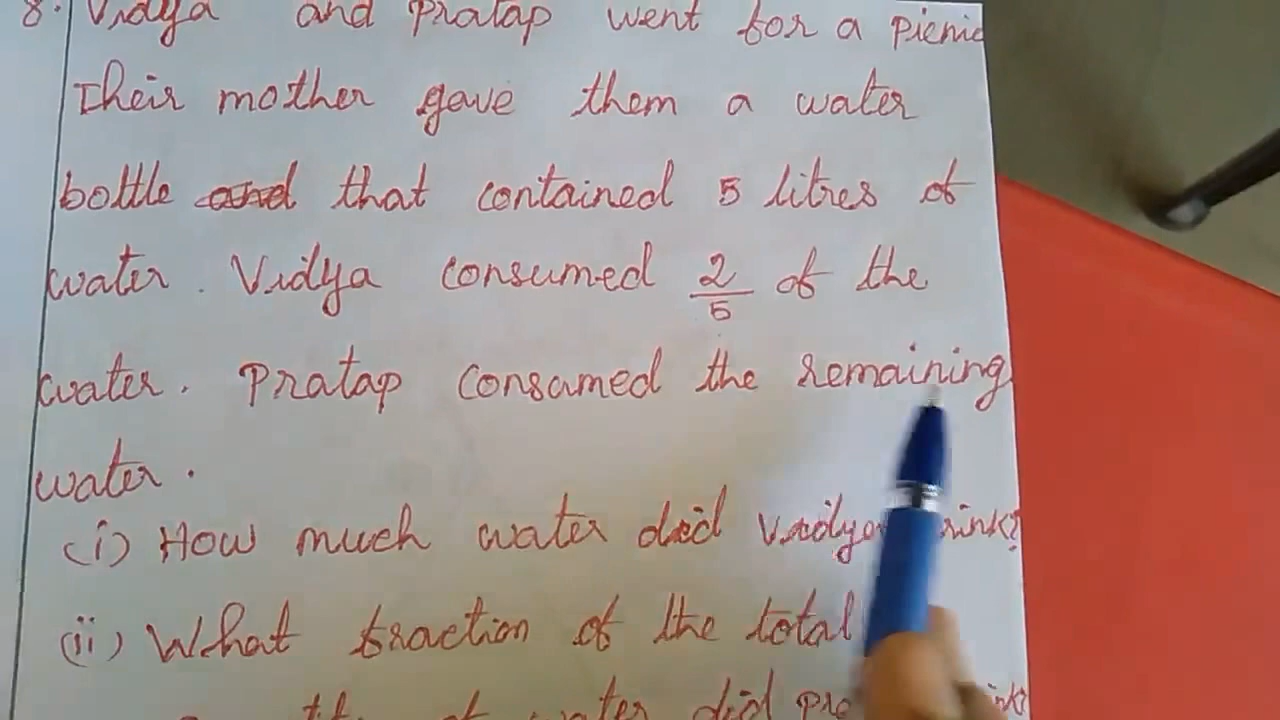 8. Vidya and Pratap went for a picnic
Their mother gave them a water
bottle and that contained 5 litres of
water. Vidya consumed 2/5 of the
water. Pratap consumed the remaining
water.
(i) How much water did Vidya
(ii) What fraction of the total
of water did